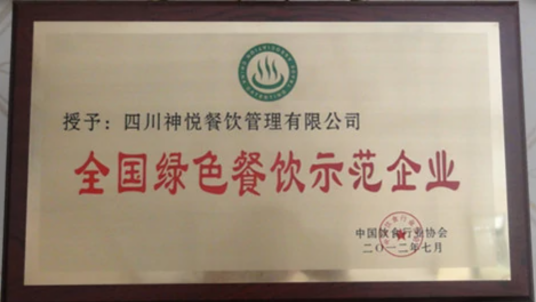 授予：四川神悦餐饮管理有限公司
全国绿色餐饮示范企业
中国饮食行业协会
二〇一二年七月